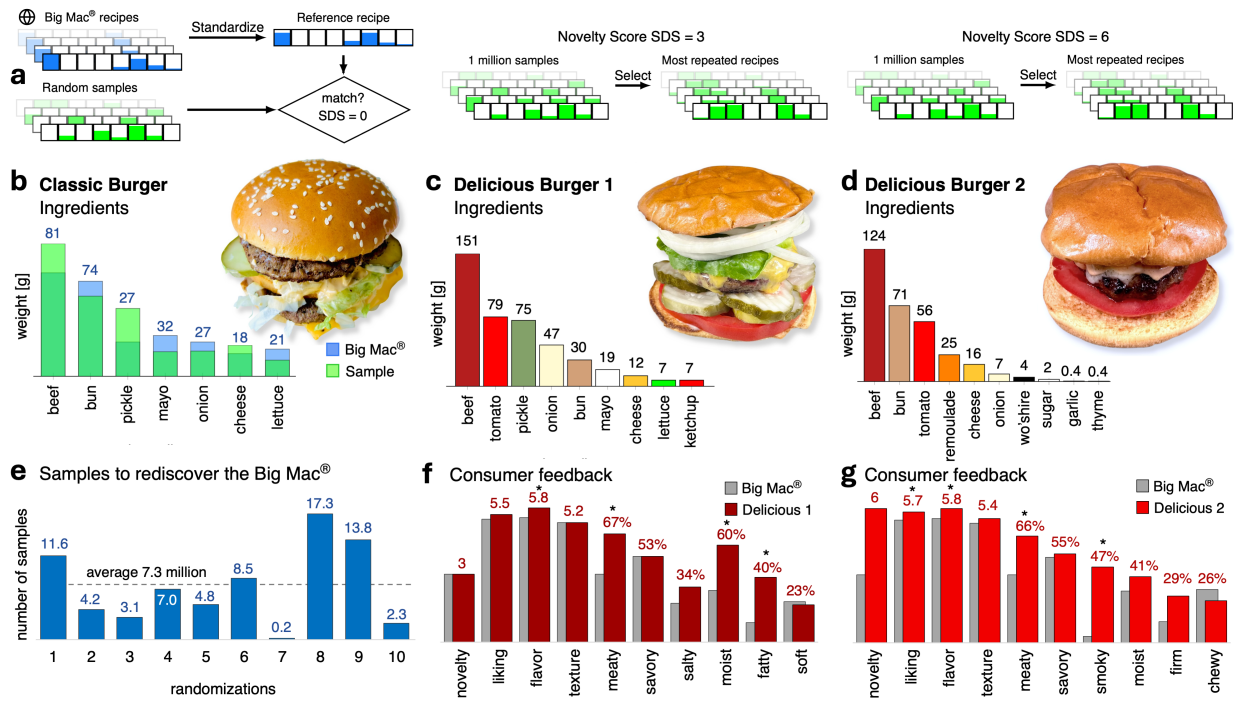 Big Mac® recipes
Standardize
Reference recipe
a
Random samples
match?
SDS = 0
Novelty Score SDS = 3
1 million samples
Select
Most repeated recipes
Novelty Score SDS = 6
1 million samples
Select
Most repeated recipes
b Classic Burger
Ingredients
weight [g]
81
74
27
32
27
18
21
Big Mac®
Sample
beef
bun
pickle
mayo
onion
cheese
lettuce
c Delicious Burger 1
Ingredients
weight [g]
151
79
75
47
30
19
12
7
7
beef
tomato
pickle
onion
bun
mayo
cheese
lettuce
ketchup
d Delicious Burger 2
Ingredients
weight [g]
124
71
56
25
16
7
4
2
0.4
0.4
beef
bun
tomato
remoulade
cheese
onion
wo'shire
sugar
garlic
thyme
e Samples to rediscover the Big Mac®
number of samples
average 7.3 million
11.6
4.2
3.1
7.0
4.8
8.5
0.2
17.3
13.8
2.3
1 2 3 4 5 6 7 8 9 10
randomizations
f Consumer feedback
Big Mac®
Delicious 1
3
5.5
*
5.8
5.2
*
67%
53%
34%
*
60%
*
40%
23%
novelty
liking
flavor
texture
meaty
savory
salty
moist
fatty
soft
g Consumer feedback
Big Mac®
Delicious 2
6
*
5.7
*
5.8
5.4
*
66%
55%
*
47%
41%
29%
26%
novelty
liking
flavor
texture
meaty
savory
smoky
moist
firm
chewy